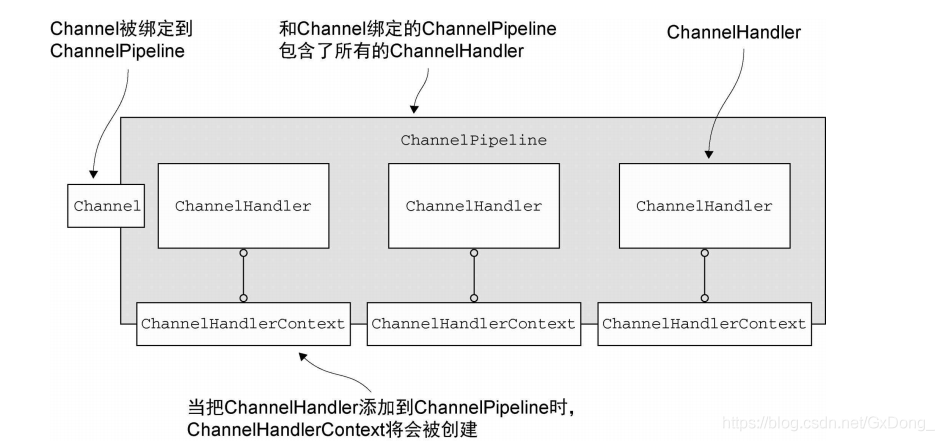 Channel被绑定到
ChannelPipeline
和Channel绑定的ChannelPipeline
包含了所有的ChannelHandler
ChannelHandler
ChannelPipeline
Channel
ChannelHandler
ChannelHandler
ChannelHandler
ChannelHandlerContext
ChannelHandlerContext
ChannelHandlerContext
当把ChannelHandler添加到ChannelPipeline时，
ChannelHandlerContext将会被创建
https://blog.csdn.net/GxDong_